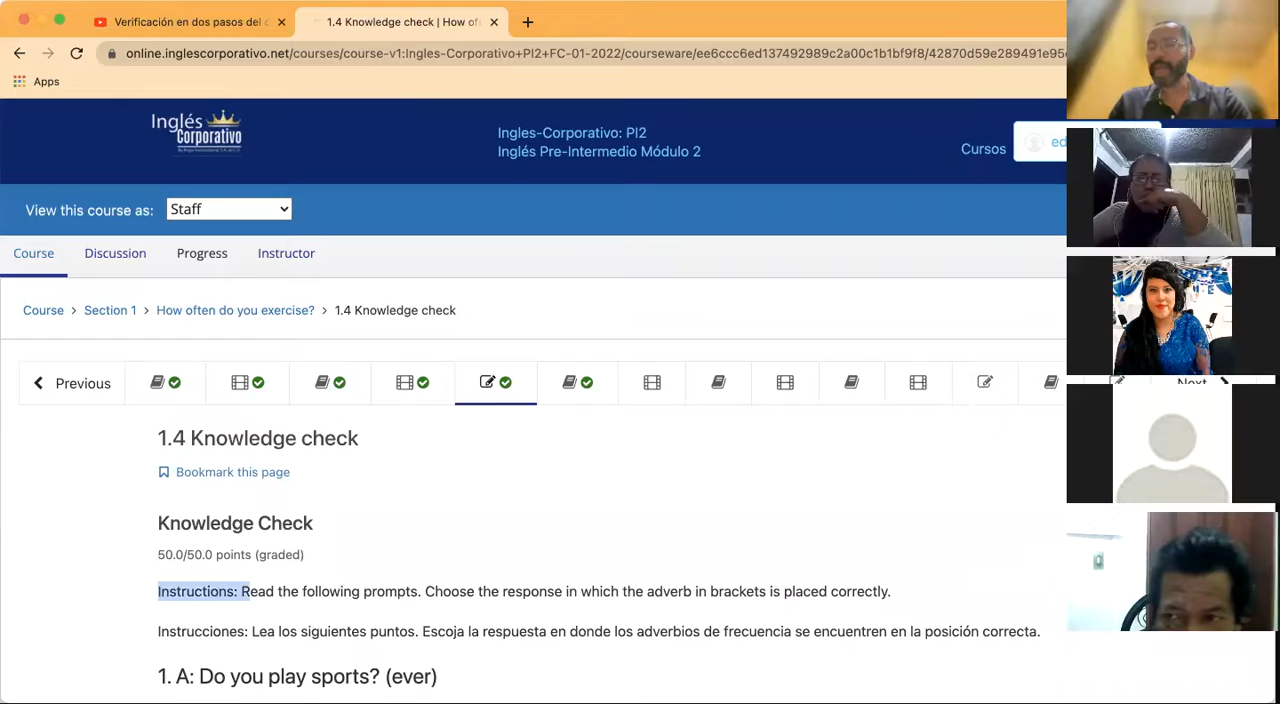 Verificación en dos pasos del
1.4 Knowledge check | How of
online.inglescorporativo.net/courses/course-v1:Ingles-Corporativo+PI2+FC-01-2022/courseware/ee6ccc6ed137492989c2a00c1b1bf9f8/42870d59e289491e95
Apps
Inglés
Corporativo
Ingles-Corporativo: PI2
Inglés Pre-Intermedio Módulo 2
Cursos
ed
View this course as:
Staff
Course
Discussion
Progress
Instructor
Course > Section 1 > How often do you exercise? > 1.4 Knowledge check
Previous
Next
1.4 Knowledge check
Bookmark this page
Knowledge Check
50.0/50.0 points (graded)
Instructions: Read the following prompts. Choose the response in which the adverb in brackets is placed correctly.
Instrucciones: Lea los siguientes puntos. Escoja la respuesta en donde los adverbios de frecuencia se encuentren en la posición correcta.
1. A: Do you play sports? (ever)